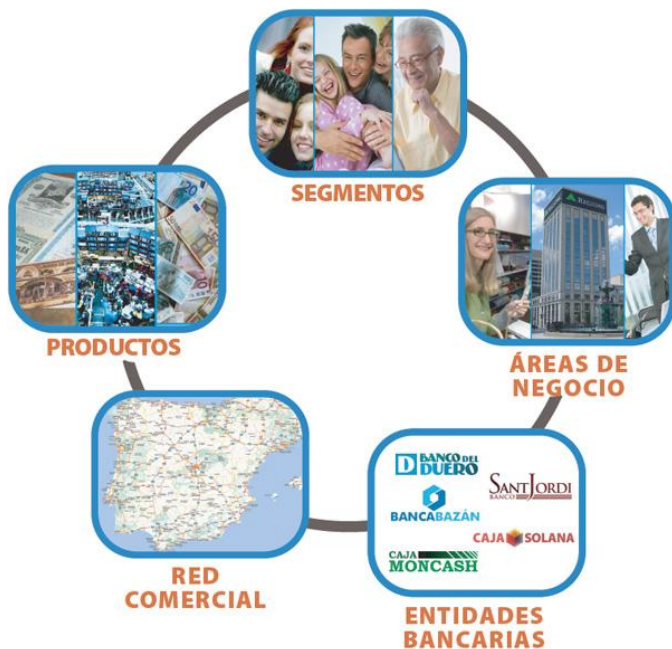 SEGMENTOS
PRODUCTOS
REGIONS
ÁREAS DE
NEGOCIO
BANCO DEL
DUERO
SANTJORDI
BANCO
BANCABAZÁN
CAJA SOLANA
CAJA
MONCASH
RED
COMERCIAL
ENTIDADES
BANCARIAS